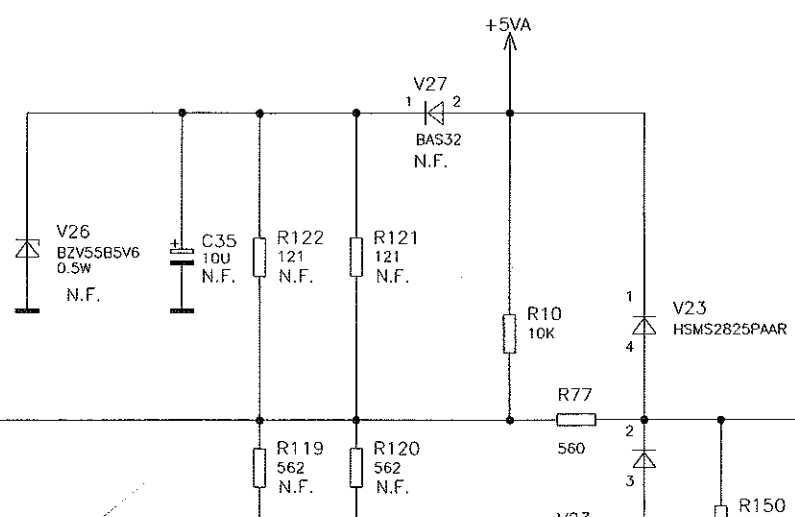 +5VA
V27
1
2
BAS32
N.F.
V26
BZV55B5V6
0.5W
N.F.
+
C35
10U
N.F.
R122
121
N.F.
R121
121
N.F.
R10
10K
1
V23
HSMS2825PAAR
4
R77
560
2
3
R119
562
N.F.
R120
562
N.F.
R150